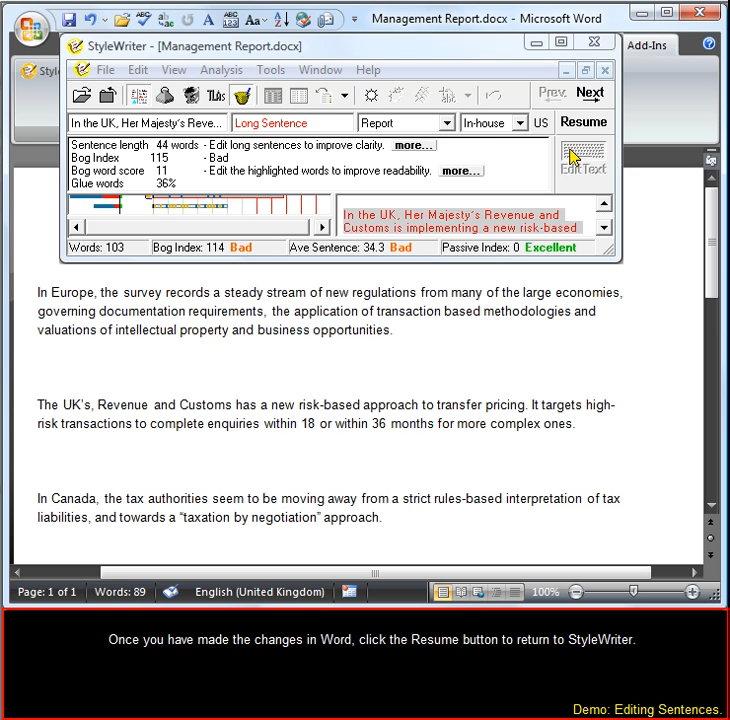 Management Report.docx - Microsoft Word
StyleWriter - [Management Report.docx]
Add-Ins
File Edit View Analysis Tools Window Help
Prev. Next
In the UK, Her Majesty's Reve... Long Sentence Report In-house US Resume
Sentence length 44 words - Edit long sentences to improve clarity. more...
Bog Index 115 - Bad
Bog word score 11 - Edit the highlighted words to improve readability. more...
Glue words 36%
Edit Text
In the UK, Her Majesty's Revenue and
Customs is implementing a new risk-based
Words: 103 Bog Index: 114 Bad Ave Sentence: 34.3 Bad Passive Index: 0 Excellent
In Europe, the survey records a steady stream of new regulations from many of the large economies,
governing documentation requirements, the application of transaction based methodologies and
valuations of intellectual property and business opportunities.
The UK's, Revenue and Customs has a new risk-based approach to transfer pricing. It targets high-
risk transactions to complete enquiries within 18 or within 36 months for more complex ones.
In Canada, the tax authorities seem to be moving away from a strict rules-based interpretation of tax
liabilities, and towards a “taxation by negotiation” approach.
Page: 1 of 1 Words: 89 English (United Kingdom) 100%
Once you have made the changes in Word, click the Resume button to return to StyleWriter.
Demo: Editing Sentences.